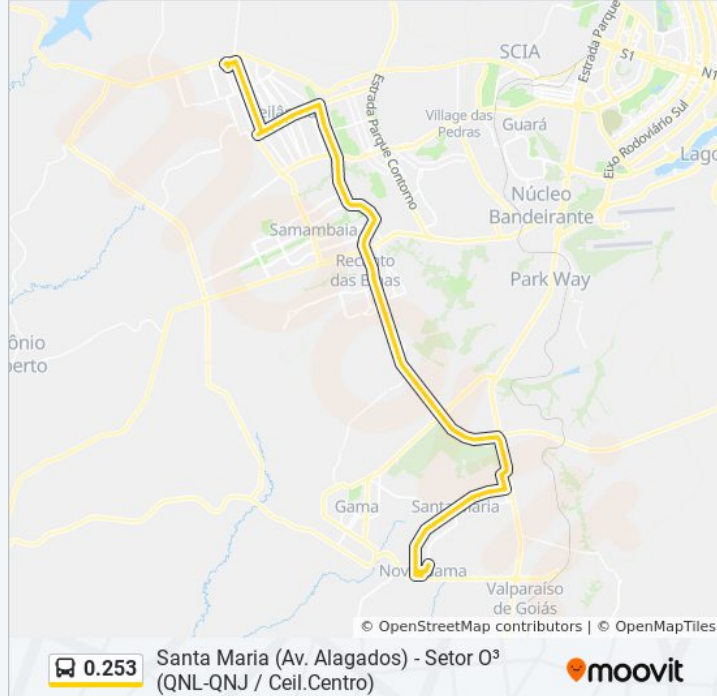 SCIA
Estrada Parque
S1
N1
Eixo Rodoviário Sul
Estrada Parque Contorno
Village das
Pedras
Guará
Lago
Núcleo
Bandeirante
Samambaia
Park Way
ônio
berto
Gama
Valparaíso
de Goiás
© OpenStreetMap contributors | © OpenMapTiles
0.253
Santa Maria (Av. Alagados) - Setor O³
(QNL-QNJ / Ceil.Centro)
moovit